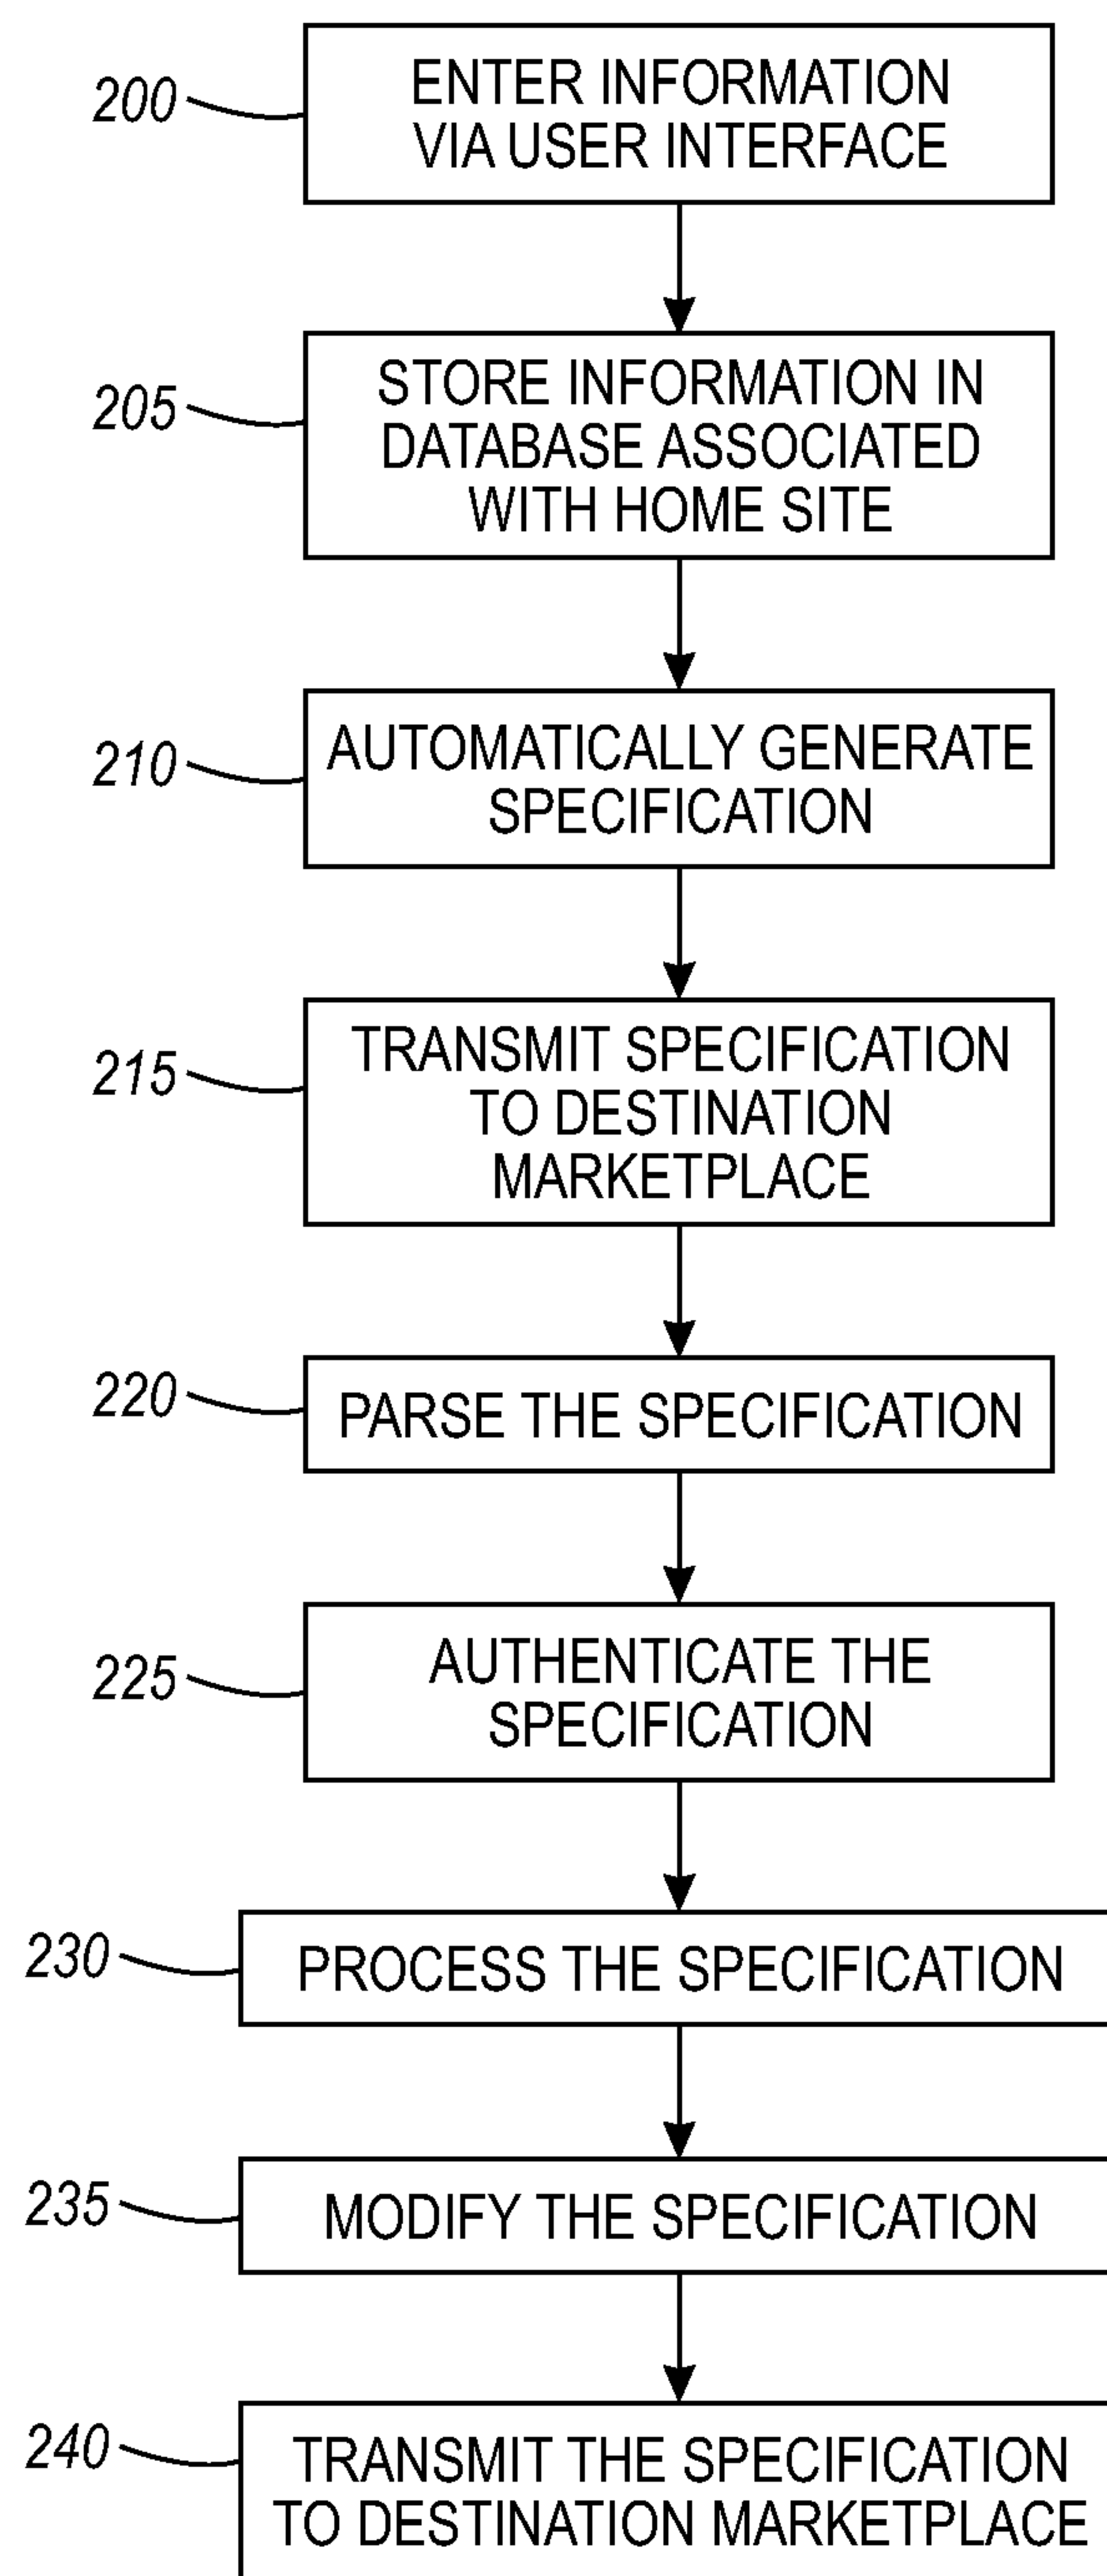 200
ENTER INFORMATION
VIA USER INTERFACE
205
STORE INFORMATION IN
DATABASE ASSOCIATED
WITH HOME SITE
210
AUTOMATICALLY GENERATE
SPECIFICATION
215
TRANSMIT SPECIFICATION
TO DESTINATION
MARKETPLACE
220
PARSE THE SPECIFICATION
225
AUTHENTICATE THE
SPECIFICATION
230
PROCESS THE SPECIFICATION
235
MODIFY THE SPECIFICATION
240
TRANSMIT THE SPECIFICATION
TO DESTINATION MARKETPLACE